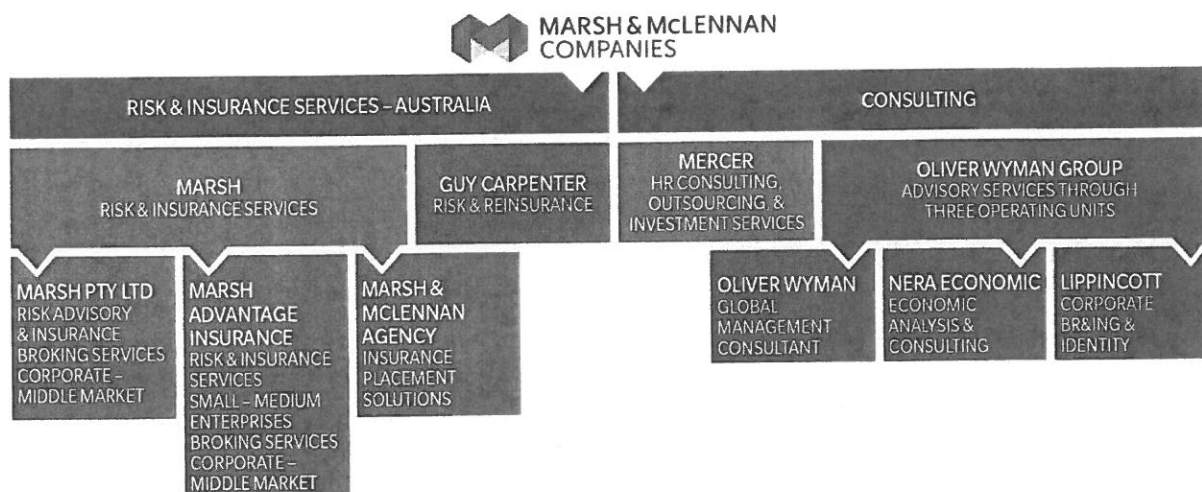 MARSH & McLENNAN
COMPANIES
RISK & INSURANCE SERVICES – AUSTRALIA
CONSULTING
MARSH
RISK & INSURANCE SERVICES
GUY CARPENTER
RISK & REINSURANCE
MERCER
HR CONSULTING,
OUTSOURCING, &
INVESTMENT SERVICES
OLIVER WYMAN GROUP
ADVISORY SERVICES THROUGH
THREE OPERATING UNITS
MARSH PTY LTD
RISK ADVISORY
& INSURANCE
BROKING SERVICES
CORPORATE –
MIDDLE MARKET
MARSH
ADVANTAGE
INSURANCE
RISK & INSURANCE
SERVICES
SMALL – MEDIUM
ENTERPRISES
BROKING SERVICES
CORPORATE –
MIDDLE MARKET
MARSH &
MCLENNAN
AGENCY
INSURANCE
PLACEMENT
SOLUTIONS
OLIVER WYMAN
GLOBAL
MANAGEMENT
CONSULTANT
NERA ECONOMIC
ECONOMIC
ANALYSIS &
CONSULTING
LIPPINCOTT
CORPORATE
BR&ING &
IDENTITY